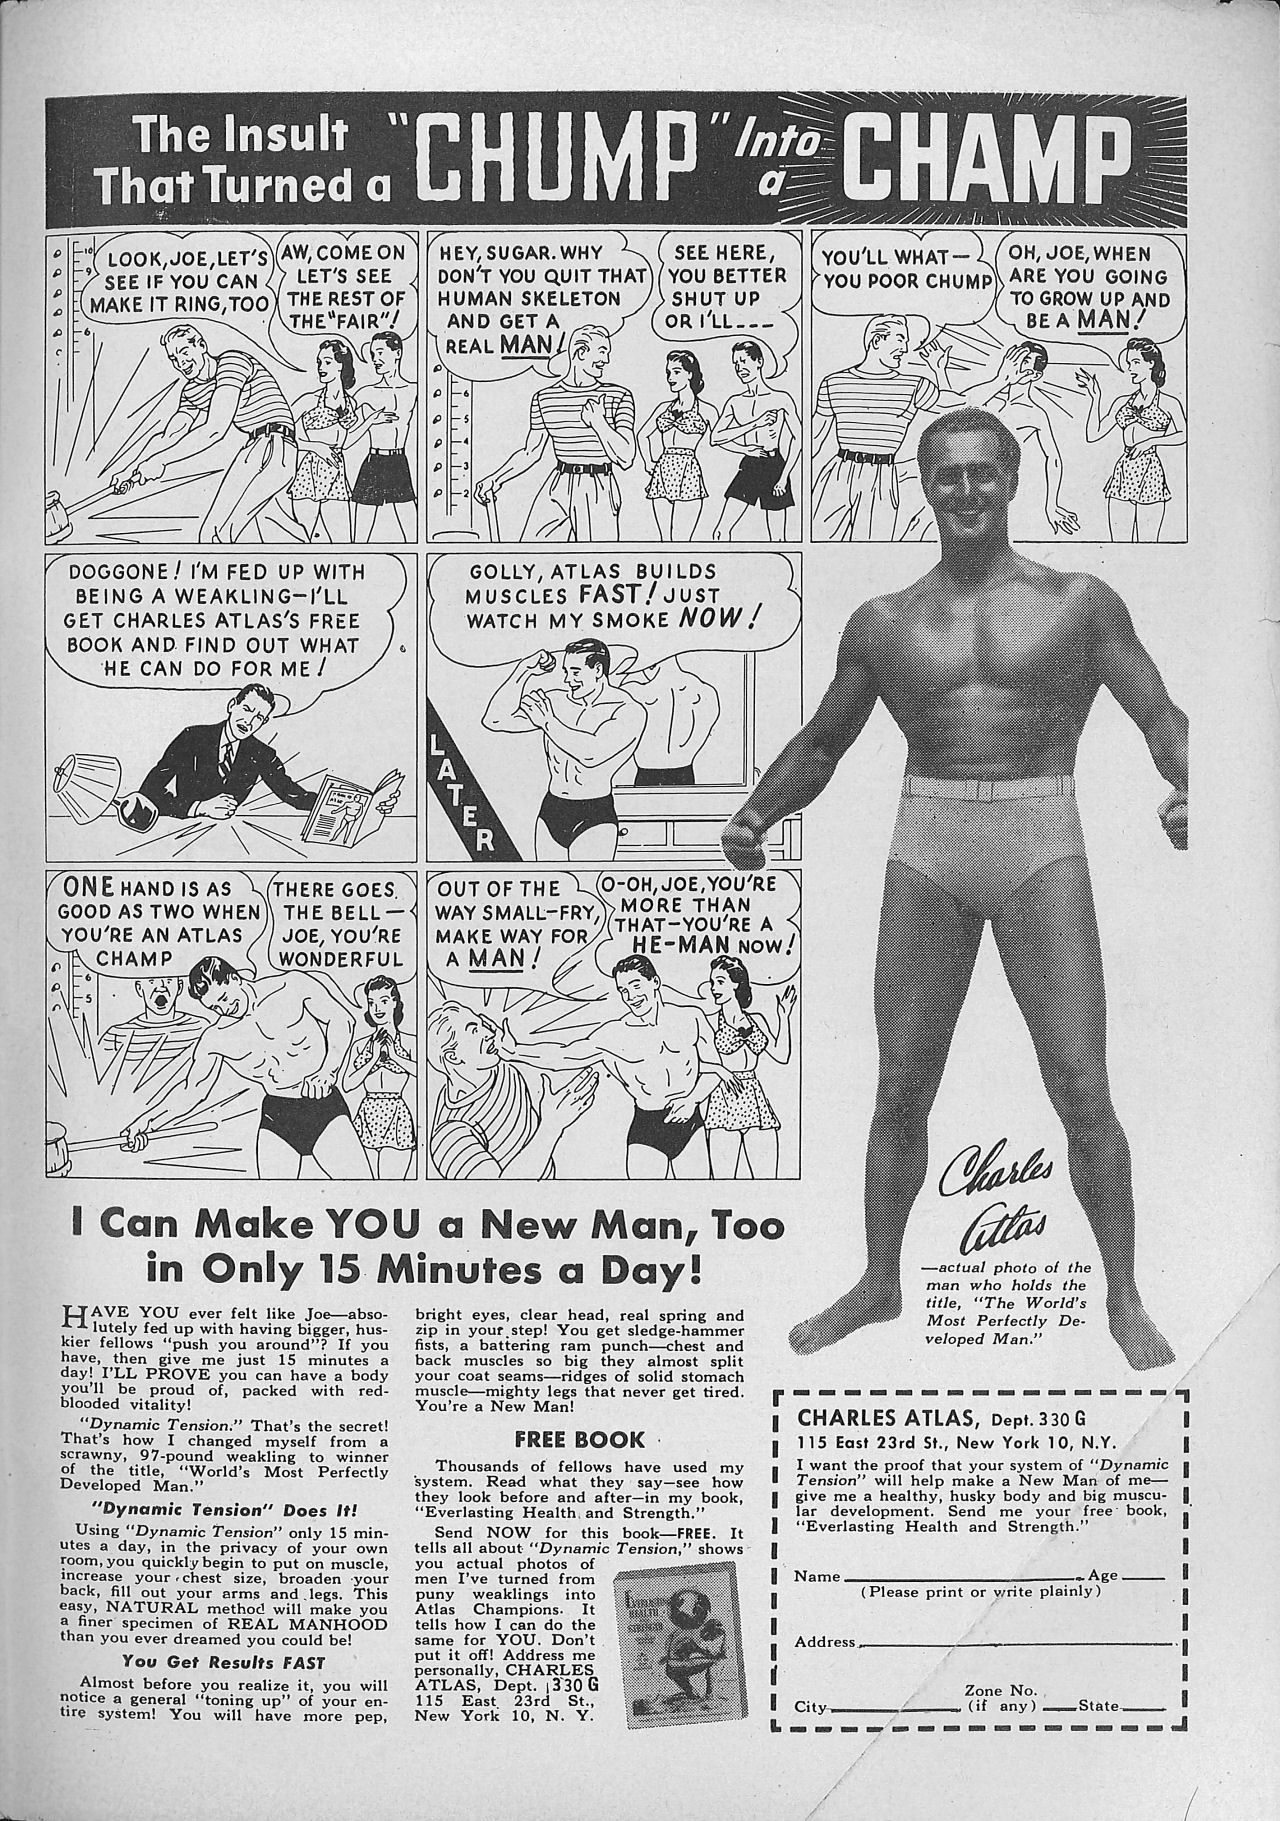 The Insult
That Turned a
"CHUMP"
Into
a
CHAMP
10
9
6
LOOK, JOE, LET'S
SEE IF YOU CAN
MAKE IT RING, TOO
AW, COME ON
LET'S SEE
THE REST OF
THE "FAIR"!
HEY, SUGAR. WHY
DON'T YOU QUIT THAT
HUMAN SKELETON
AND GET A
REAL MAN!
SEE HERE,
YOU BETTER
SHUT UP
OR I'LL---
6
5
4
3
2
YOU'LL WHAT—
YOU POOR CHUMP
OH, JOE, WHEN
ARE YOU GOING
TO GROW UP AND
BE A MAN!
DOGGONE! I'M FED UP WITH
BEING A WEAKLING—I'LL
GET CHARLES ATLAS'S FREE
BOOK AND FIND OUT WHAT
HE CAN DO FOR ME!
GOLLY, ATLAS BUILDS
MUSCLES FAST! JUST
WATCH MY SMOKE NOW!
LATER
ONE HAND IS AS
GOOD AS TWO WHEN
YOU'RE AN ATLAS
CHAMP
THERE GOES
THE BELL—
JOE, YOU'RE
WONDERFUL
6
5
OUT OF THE
WAY SMALL-FRY,
MAKE WAY FOR
A MAN!
O-OH, JOE, YOU'RE
MORE THAN
THAT—YOU'RE A
HE-MAN NOW!
Charles
Atlas
—actual photo of the
man who holds the
title, "The World's
Most Perfectly De-
veloped Man."
I Can Make YOU a New Man, Too
in Only 15 Minutes a Day!
HAVE YOU ever felt like Joe—abso-
lutely fed up with having bigger, hus-
kier fellows "push you around"? If you
have, then give me just 15 minutes a
day! I'LL PROVE you can have a body
you'll be proud of, packed with red-
blooded vitality!
"Dynamic Tension." That's the secret!
That's how I changed myself from a
scrawny, 97-pound weakling to winner
of the title, "World's Most Perfectly
Developed Man."
"Dynamic Tension" Does It!
Using "Dynamic Tension" only 15 min-
utes a day, in the privacy of your own
room, you quickly begin to put on muscle,
increase your chest size, broaden your
back, fill out your arms and legs. This
easy, NATURAL method will make you
a finer specimen of REAL MANHOOD
than you ever dreamed you could be!
You Get Results FAST
Almost before you realize it, you will
notice a general "toning up" of your en-
tire system! You will have more pep,
bright eyes, clear head, real spring and
zip in your step! You get sledge-hammer
fists, a battering ram punch—chest and
back muscles so big they almost split
your coat seams—ridges of solid stomach
muscle—mighty legs that never get tired.
You're a New Man!
FREE BOOK
Thousands of fellows have used my
system. Read what they say—see how
they look before and after—in my book,
"Everlasting Health and Strength."
Send NOW for this book—FREE. It
tells all about "Dynamic Tension," shows
you actual photos of
men I've turned from
puny weaklings into
Atlas Champions. It
tells how I can do the
same for YOU. Don't
put it off! Address me
personally, CHARLES
ATLAS, Dept. 330 G
115 East 23rd St.,
New York 10, N. Y.
EVERLASTING
HEALTH
STRENGTH
CHARLES ATLAS, Dept. 330 G
115 East 23rd St., New York 10, N.Y.
I want the proof that your system of "Dynamic
Tension" will help make a New Man of me—
give me a healthy, husky body and big muscu-
lar development. Send me your free book,
"Everlasting Health and Strength."
Name Age
(Please print or write plainly)
Address
Zone No.
City (if any) State